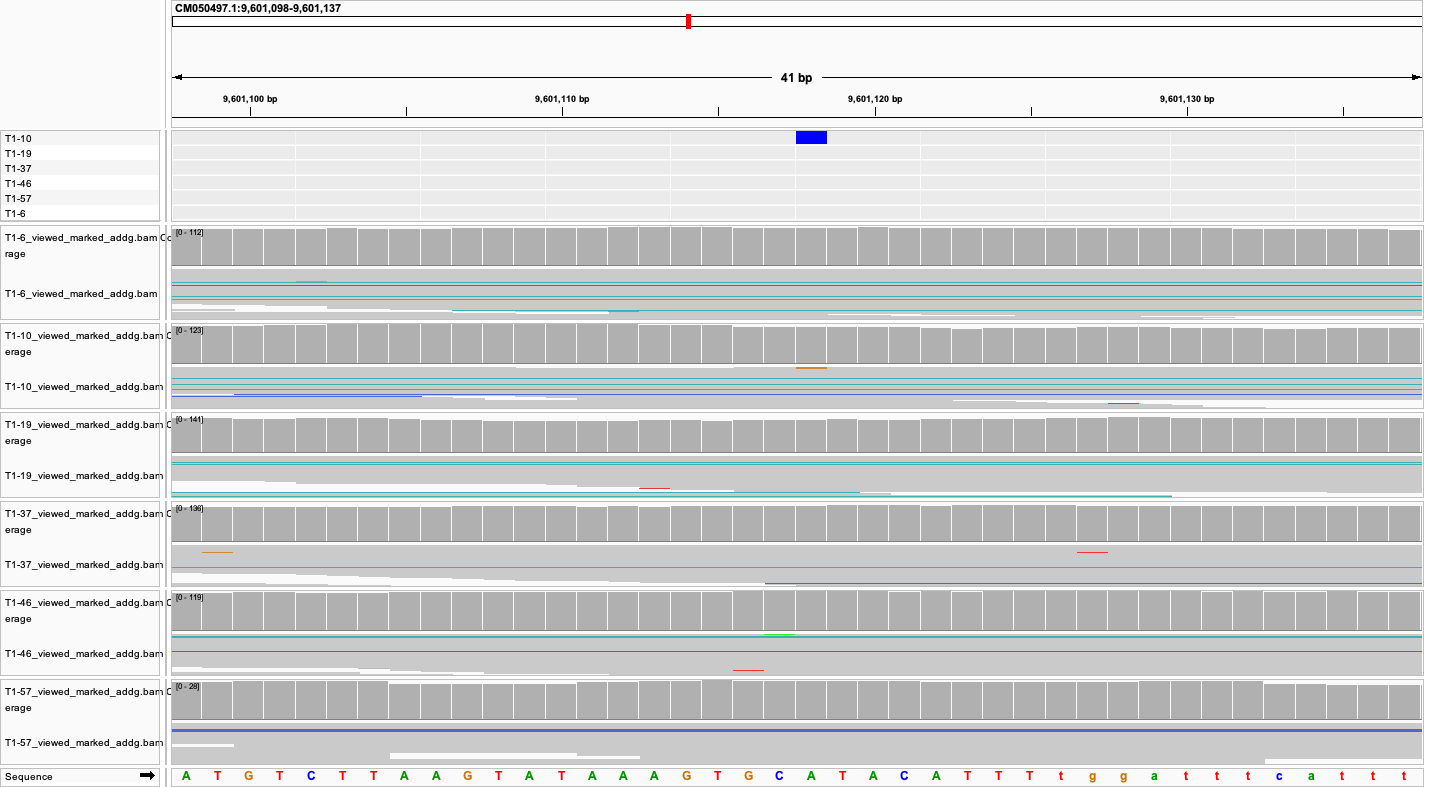 CM050497.1:9,601,098-9,601,137
41 bp
9,601,100 bp 9,601,110 bp 9,601,120 bp 9,601,130 bp
T1-10
T1-19
T1-37
T1-46
T1-57
T1-6
T1-6_viewed_marked_addg.bam Co [0 - 112]
rage
T1-6_viewed_marked_addg.bam
T1-10_viewed_marked_addg.bam C [0 - 123]
erage
T1-10_viewed_marked_addg.bam
T1-19_viewed_marked_addg.bam C [0 - 141]
erage
T1-19_viewed_marked_addg.bam
T1-37_viewed_marked_addg.bam C [0 - 136]
erage
T1-37_viewed_marked_addg.bam
T1-46_viewed_marked_addg.bam C [0 - 119]
erage
T1-46_viewed_marked_addg.bam
T1-57_viewed_marked_addg.bam C [0 - 28]
erage
T1-57_viewed_marked_addg.bam
Sequence A T G T C T T A A G T A T A A A G T G C A T A C A T T T t g g a t t t c a t t t